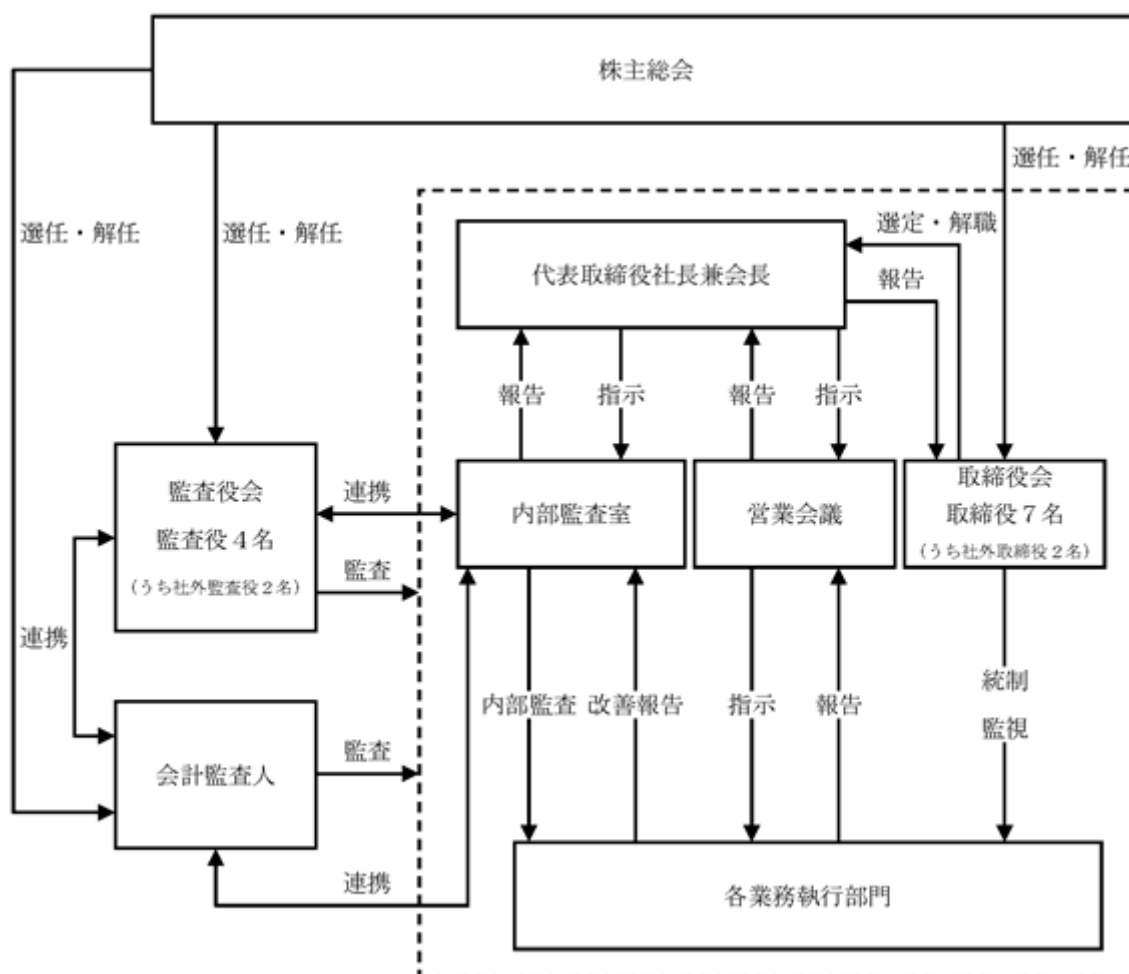 株主総会
選任・解任
選任・解任
選任・解任
選定・解職
代表取締役社長兼会長
報告
報告
指示
報告
指示
監査役会
監査役４名
（うち社外監査役２名）
連携
監査
内部監査室
営業会議
取締役会
取締役７名
（うち社外取締役２名）
連携
内部監査
改善報告
指示
報告
統制
監視
会計監査人
監査
連携
各業務執行部門